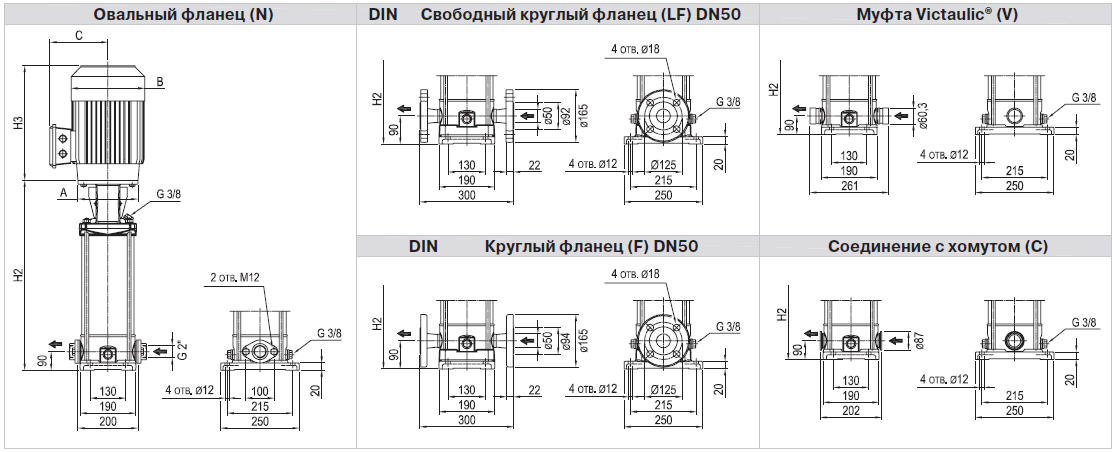 Овальный фланец (N)
C
B
H3
A
G 3/8
H2
2 отв. M12
G 3/8
G 2"
90
130
190
200
4 отв. Ø12
100
215
250
20
DIN Свободный круглый фланец (LF) DN50
4 отв. Ø18
H2
G 3/8
90
Ø50
Ø92
Ø165
130
22
190
300
4 отв. Ø12
Ø125
215
250
20
Муфта Victaulic® (V)
H2
G 3/8
90
Ø60,3
130
190
261
4 отв. Ø12
215
250
20
DIN Круглый фланец (F) DN50
4 отв. Ø18
H2
G 3/8
90
Ø50
Ø94
Ø165
130
22
190
300
4 отв. Ø12
Ø125
215
250
20
Соединение с хомутом (C)
H2
G 3/8
90
Ø87
130
190
202
4 отв. Ø12
215
250
20